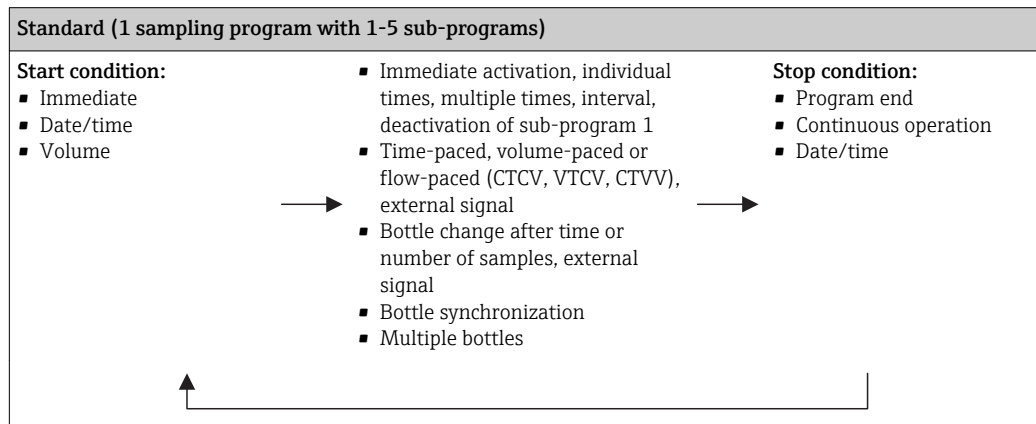 Standard (1 sampling program with 1-5 sub-programs)
Start condition:
▪ Immediate
▪ Date/time
▪ Volume
▪ Immediate activation, individual
times, multiple times, interval,
deactivation of sub-program 1
▪ Time-paced, volume-paced or
flow-paced (CTCV, VTCV, CTVV),
external signal
▪ Bottle change after time or
number of samples, external
signal
▪ Bottle synchronization
▪ Multiple bottles
Stop condition:
▪ Program end
▪ Continuous operation
▪ Date/time